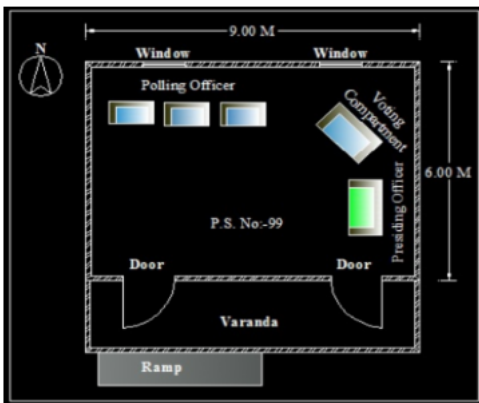 9.00 M
N
Window
Window
Polling Officer
Voting
Compartment
6.00 M
Presiding Officer
P.S. No:-99
Door
Door
Varanda
Ramp